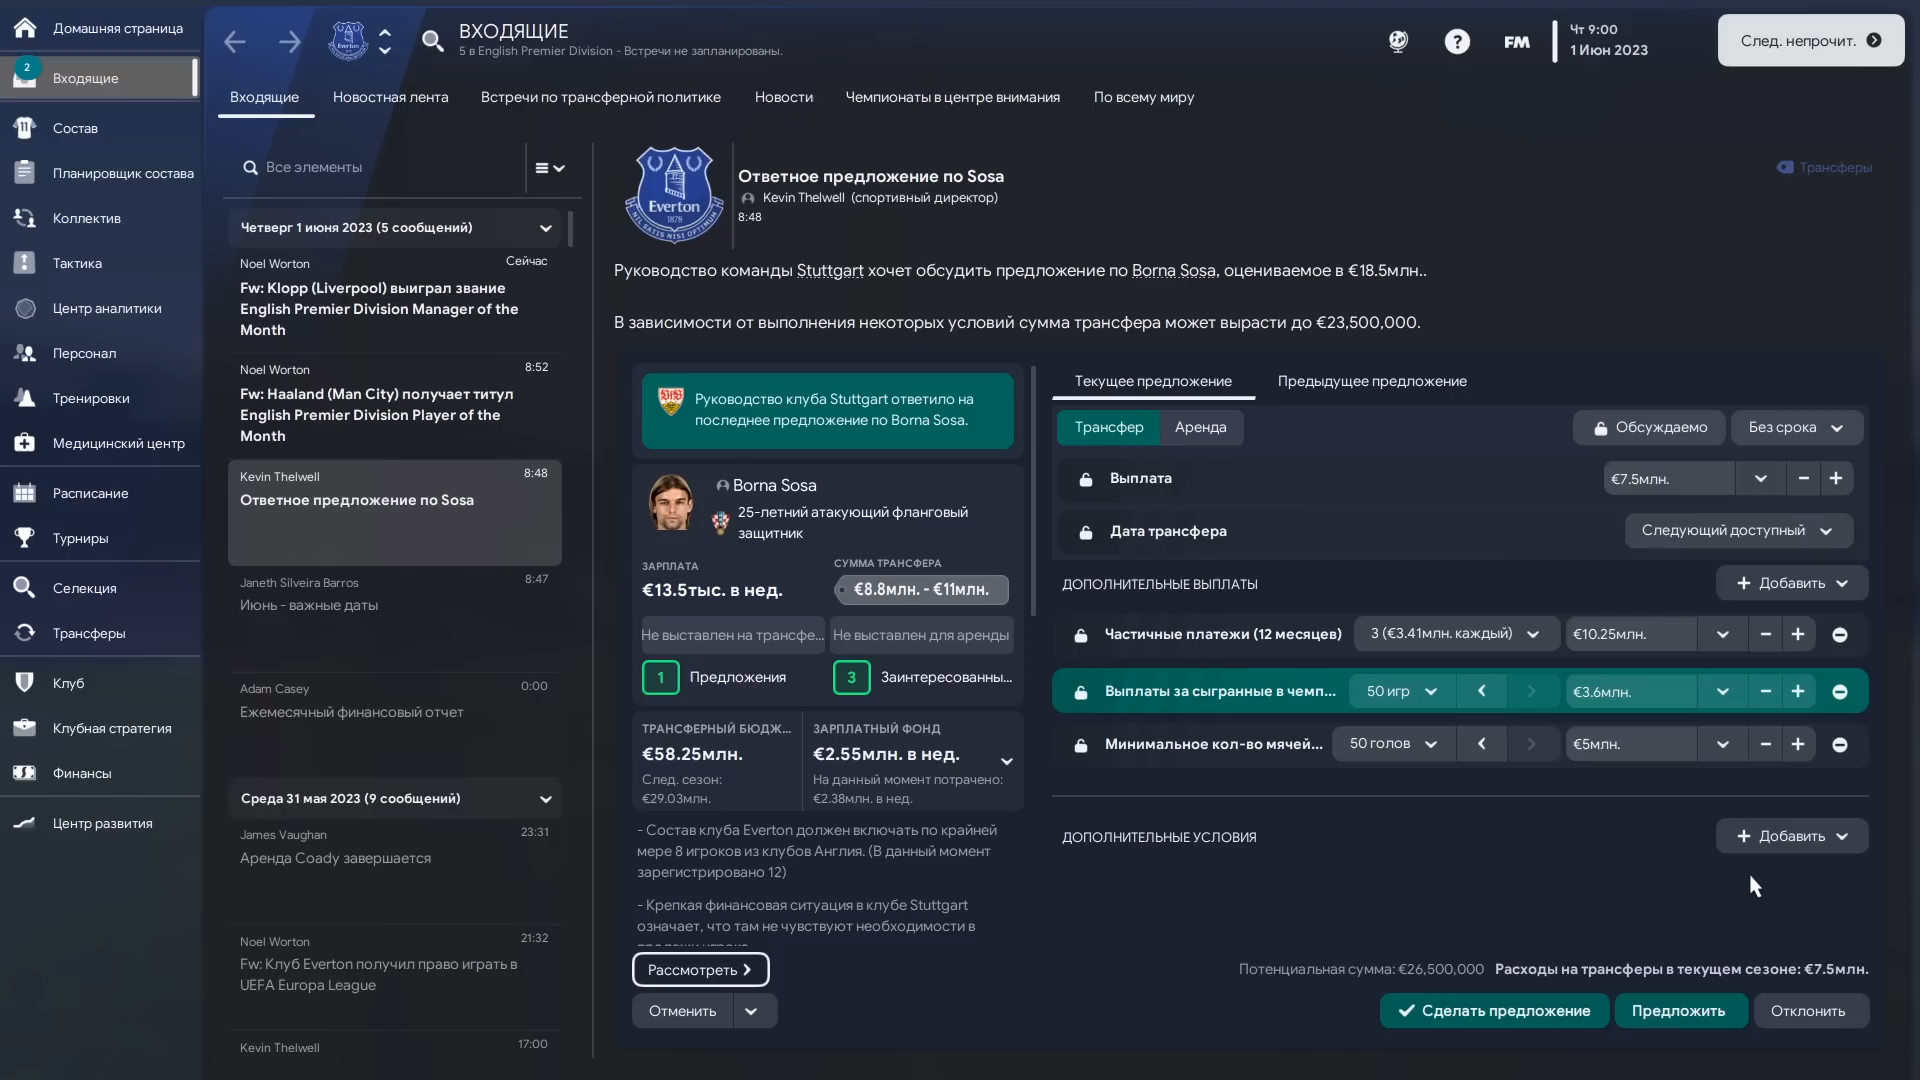 Домашняя страница
2
Входящие
Состав
Планировщик состава
Коллектив
Тактика
Центр аналитики
Персонал
Тренировки
Медицинский центр
Расписание
Турниры
Селекция
Трансферы
Клуб
Клубная стратегия
Финансы
Центр развития
ВХОДЯЩИЕ
5 в English Premier Division - Встречи не запланированы.
FM
Чт 9:00
1 Июн 2023
След. непрочит.
Входящие
Новостная лента
Встречи по трансферной политике
Новости
Чемпионаты в центре внимания
По всему миру
Все элементы
Четверг 1 июня 2023 (5 сообщений)
Noel Worton
Сейчас
Fw: Klopp (Liverpool) выиграл звание
English Premier Division Manager of the
Month
Noel Worton
8:52
Fw: Haaland (Man City) получает титул
English Premier Division Player of the
Month
Kevin Thelwell
8:48
Ответное предложение по Sosa
Janeth Silveira Barros
8:47
Июнь - важные даты
Adam Casey
0:00
Ежемесячный финансовый отчет
Среда 31 мая 2023 (9 сообщений)
James Vaughan
23:31
Аренда Coady завершается
Noel Worton
21:32
Fw: Клуб Everton получил право играть в
UEFA Europa League
Kevin Thelwell
17:00
Everton
1878
NIL SATIS NISI OPTIMUM
Ответное предложение по Sosa
Kevin Thelwell (спортивный директор)
8:48
Трансферы
Руководство команды Stuttgart хочет обсудить предложение по Borna Sosa, оцениваемое в €18.5млн..
В зависимости от выполнения некоторых условий сумма трансфера может вырасти до €23,500,000.
Руководство клуба Stuttgart ответило на
последнее предложение по Borna Sosa.
Borna Sosa
25-летний атакующий фланговый
защитник
ЗАРПЛАТА
€13.5тыс. в нед.
СУММА ТРАНСФЕРА
€8.8млн. - €11млн.
Не выставлен на трансфе...
Не выставлен для аренды
1 Предложения
3 Заинтересованны...
ТРАНСФЕРНЫЙ БЮДЖ...
€58.25млн.
След. сезон:
€29.03млн.
ЗАРПЛАТНЫЙ ФОНД
€2.55млн. в нед.
На данный момент потрачено:
€2.38млн. в нед.
- Состав клуба Everton должен включать по крайней
мере 8 игроков из клубов Англия. (В данный момент
зарегистрировано 12)
- Крепкая финансовая ситуация в клубе Stuttgart
означает, что там не чувствуют необходимости в
Рассмотреть
Отменить
Текущее предложение
Предыдущее предложение
Трансфер
Аренда
Обсуждаемо
Без срока
Выплата
€7.5млн.
Дата трансфера
Следующий доступный
ДОПОЛНИТЕЛЬНЫЕ ВЫПЛАТЫ
Добавить
Частичные платежи (12 месяцев)
3 (€3.41млн. каждый)
€10.25млн.
Выплаты за сыгранные в чемп...
50 игр
€3.6млн.
Минимальное кол-во мячей...
50 голов
€5млн.
ДОПОЛНИТЕЛЬНЫЕ УСЛОВИЯ
Добавить
Потенциальная сумма: €26,500,000 Расходы на трансферы в текущем сезоне: €7.5млн.
Сделать предложение
Предложить
Отклонить